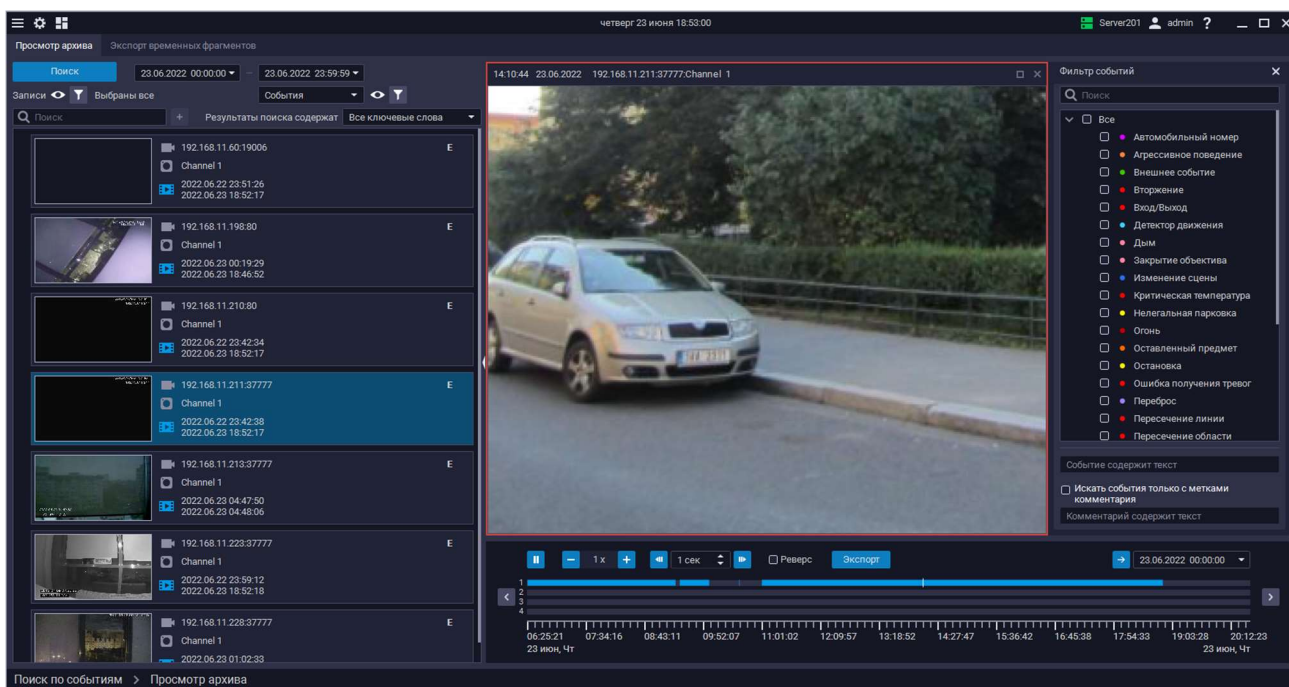 четверг 23 июня 18:53:00
Server201 admin ?
Просмотр архива Экспорт временных фрагментов
Поиск 23.06.2022 00:00:00 – 23.06.2022 23:59:59
Записи Выбраны все События
Поиск + Результаты поиска содержат Все ключевые слова
192.168.11.60:19006 E
Channel 1
2022.06.22 23:51:26
2022.06.23 18:52:17
192.168.11.198:80 E
Channel 1
2022.06.23 00:19:29
2022.06.23 18:46:52
192.168.11.210:80 E
Channel 1
2022.06.22 23:42:34
2022.06.23 18:52:17
192.168.11.211:37777 E
Channel 1
2022.06.22 23:42:38
2022.06.23 18:52:17
192.168.11.213:37777 E
Channel 1
2022.06.23 04:47:50
2022.06.23 04:48:06
192.168.11.223:37777 E
Channel 1
2022.06.22 23:59:12
2022.06.23 18:52:18
192.168.11.228:37777 E
Channel 1
2022.06.23 01:02:33
14:10:44 23.06.2022 192.168.11.211:37777:Channel 1
Фильтр событий
Поиск
Все
Автомобильный номер
Агрессивное поведение
Внешнее событие
Вторжение
Вход/Выход
Детектор движения
Дым
Закрытие объектива
Изменение сцены
Критическая температура
Нелегальная парковка
Огонь
Оставленный предмет
Остановка
Ошибка получения тревог
Переброс
Пересечение линии
Пересечение области
Событие содержит текст
Искать события только с метками
комментария
Комментарий содержит текст
1x 1 сек Реверс Экспорт 23.06.2022 00:00:00
1
2
3
4
06:25:21 07:34:16 08:43:11 09:52:07 11:01:02 12:09:57 13:18:52 14:27:47 15:36:42 16:45:38 17:54:33 19:03:28 20:12:23
23 июн, Чт 23 июн, Чт
Поиск по событиям > Просмотр архива